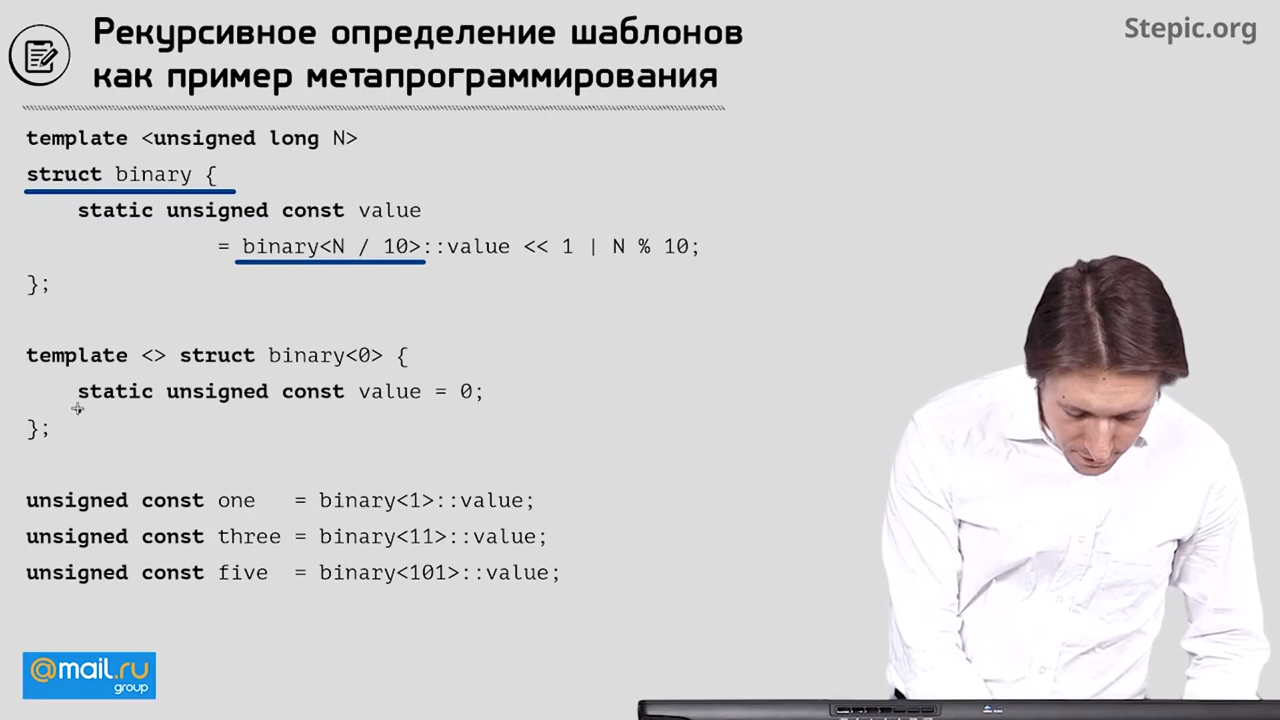 Рекурсивное определение шаблонов
как пример метапрограммирования
Stepic.org
template <unsigned long N>
struct binary {
static unsigned const value
= binary<N / 10>::value << 1 | N % 10;
};
template <> struct binary<0> {
static unsigned const value = 0;
};
unsigned const one = binary<1>::value;
unsigned const three = binary<11>::value;
unsigned const five = binary<101>::value;
@mail.ru
group